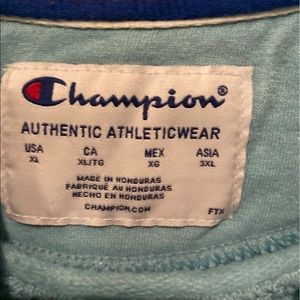 Champion
AUTHENTIC ATHLETICWEAR
USA CA MEX ASIA
XL XL/TG XG 3XL
MADE IN HONDURAS
FABRIQUÉ AU HONDURAS
HECHO EN HONDURAS
CHAMPION.COM
FTX